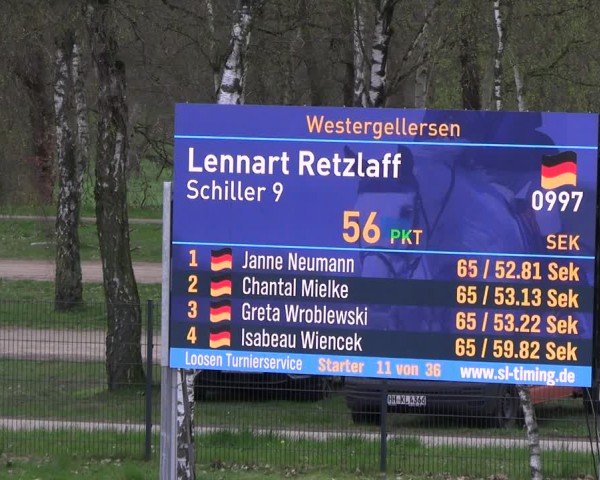 Westergellersen
Lennart Retzlaff
Schiller 9
0997
56 PKT
SEK
1 Janne Neumann 65 / 52.81 Sek
2 Chantal Mielke 65 / 53.13 Sek
3 Greta Wroblewski 65 / 53.22 Sek
4 Isabeau Wiencek 65 / 59.82 Sek
Loosen Turnierservice Starter 11 von 36 www.sl-timing.de